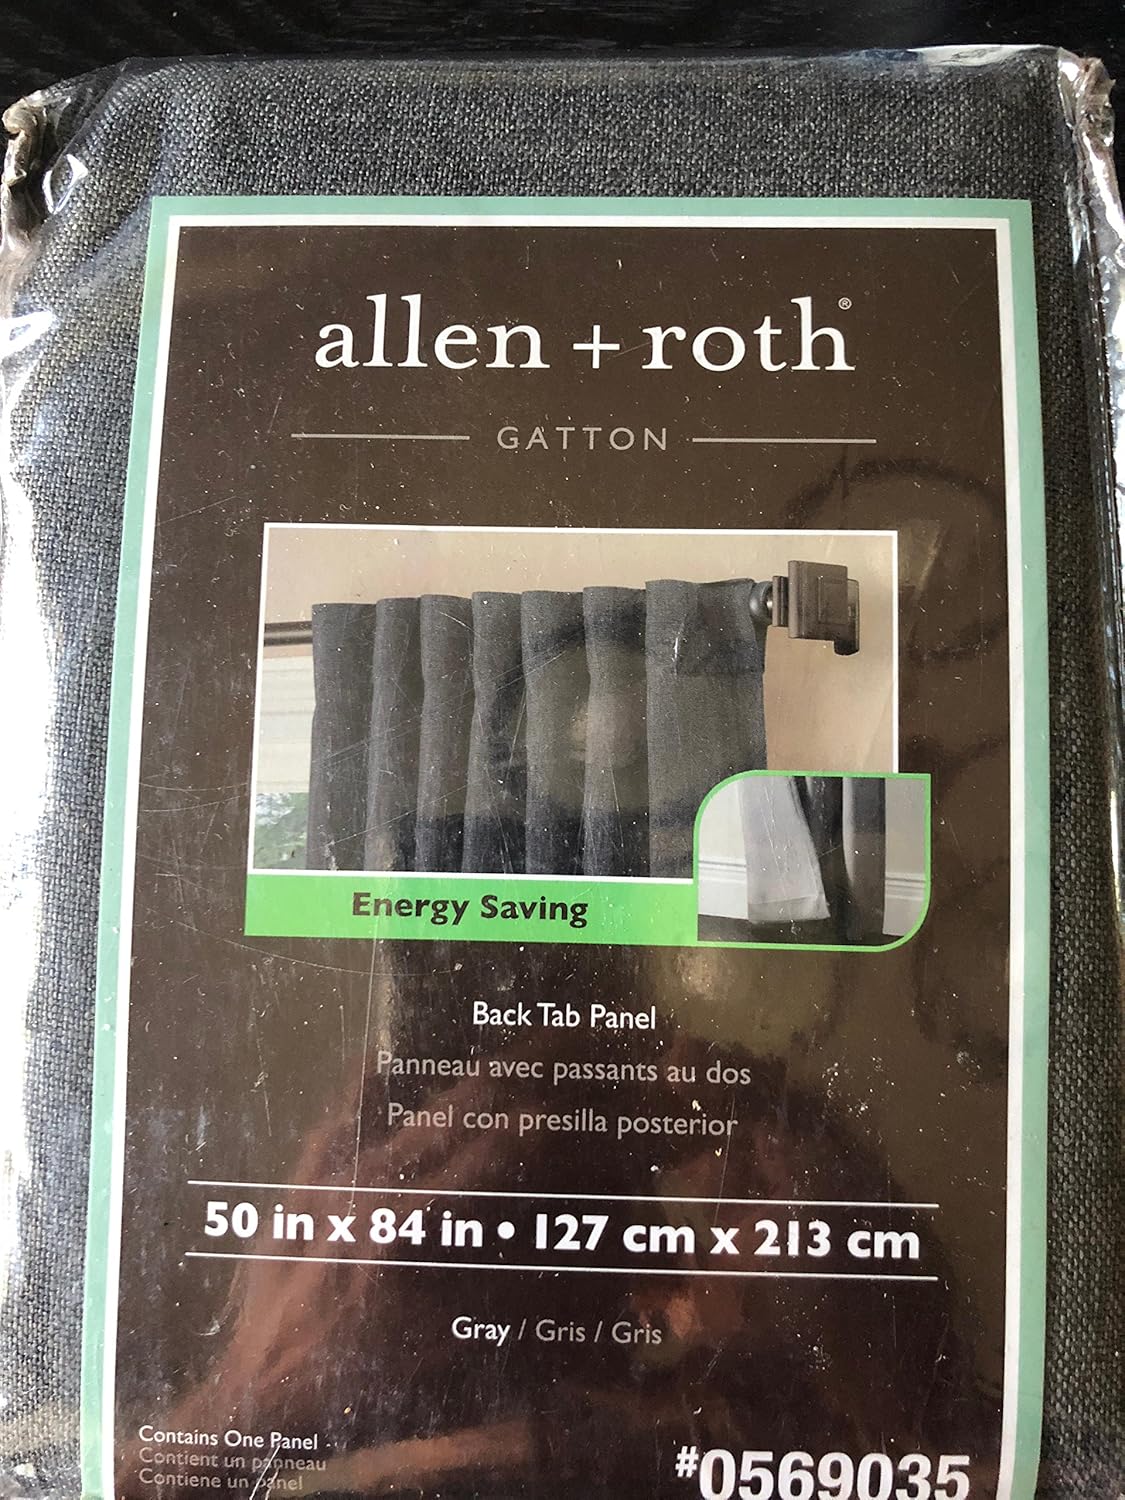 allen + roth®
GATTON
Energy Saving
Back Tab Panel
Panneau avec passants au dos
Panel con presilla posterior
50 in x 84 in • 127 cm x 213 cm
Gray / Gris / Gris
Contains One Panel
Contient un panneau
Contiene un panel
#0569035